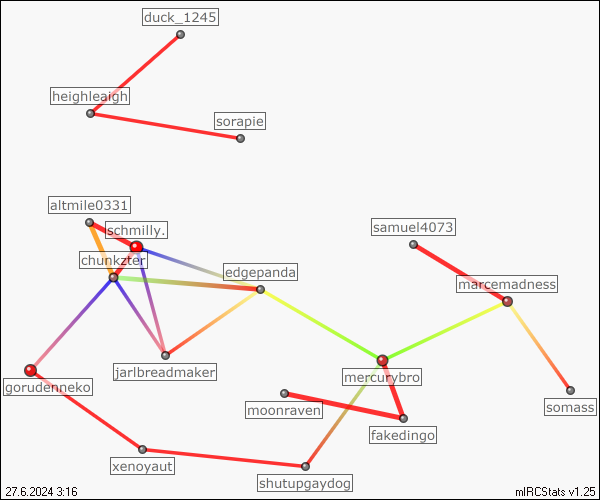 duck_1245
heighleaigh
sorapie
altmile0331
schmilly.
samuel4073
chunkzter
edgepanda
marcemadness
jarlbreadmaker
mercurybro
gorudenneko
moonraven
somass
fakedingo
xenoyaut
shutupgaydog
27.6.2024 3:16
mIRCStats v1.25